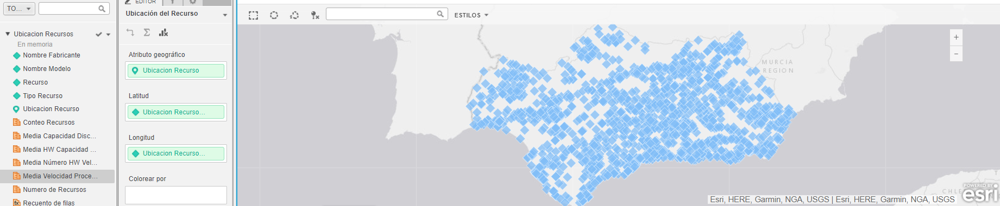 TO...
Ubicacion Recursos
En memoria
Nombre Fabricante
Nombre Modelo
Recurso
Tipo Recurso
Ubicacion Recurso
Conteo Recursos
Media Capacidad Disc...
Media HW Capacidad ...
Media Número HW Vel...
Media Velocidad Proce...
Numero de Recursos
fx Recuento de filas
EDITOR
Ubicación del Recurso
Atributo geográfico
Ubicacion Recurso
Latitud
Ubicacion Recurso...
Longitud
Ubicacion Recurso...
Colorear por
ESTILOS
+
−
MURCIA
REGION
POWERED BY
esri
Esri, HERE, Garmin, NGA, USGS | Esri, HERE, Garmin, NGA, USGS